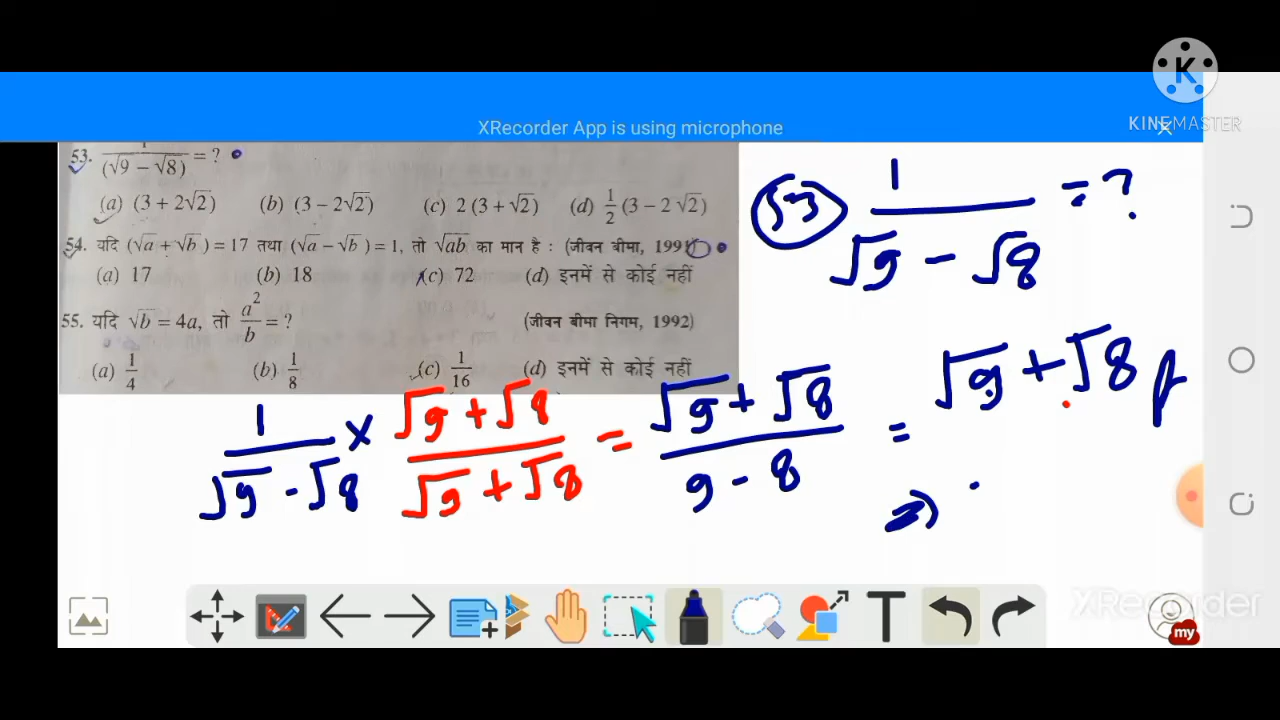 K
KINEMASTER
XRecorder App is using microphone
53. 1/(√9 − √8) = ?
(a) (3 + 2√2) (b) (3 − 2√2) (c) 2 (3 + √2) (d) 1/2 (3 − 2√2)
54. यदि (√a + √b) = 17 तथा (√a − √b) = 1, तो √ab का मान है : (जीवन बीमा, 1991)
(a) 17 (b) 18 (c) 72 (d) इनमें से कोई नहीं
55. यदि √b = 4a, तो a²/b = ? (जीवन बीमा निगम, 1992)
(a) 1/4 (b) 1/8 (c) 1/16 (d) इनमें से कोई नहीं
53 1/(√9 − √8) = ?
1/(√9 − √8) × (√9 + √8)/(√9 + √8) = (√9 + √8)/(9 − 8) = √9 + √8
⇒
T
XRecorder
my